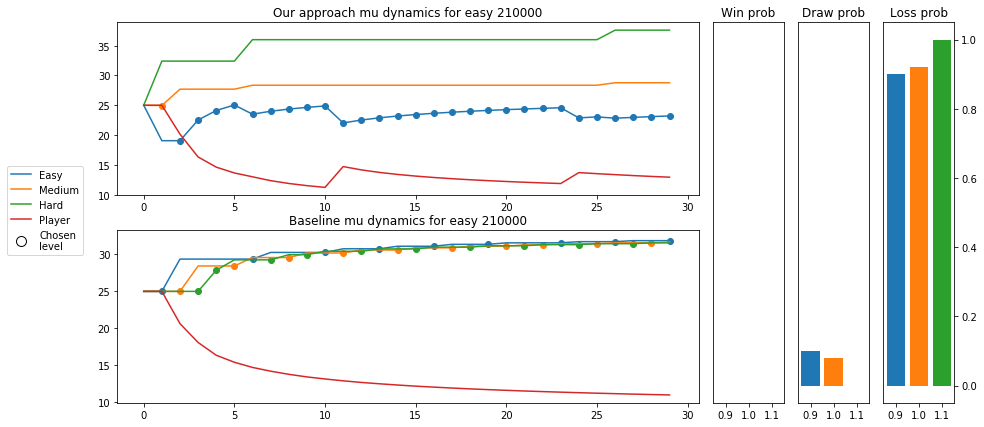 Our approach mu dynamics for easy 210000
35
30
25
20
15
10
0
5
10
15
20
25
30
Easy
Medium
Hard
Player
Chosen
level
Baseline mu dynamics for easy 210000
30
25
20
15
10
0
5
10
15
20
25
30
Win prob
0.9 1.0 1.1
Draw prob
0.9 1.0 1.1
Loss prob
0.9 1.0 1.1
1.0
0.8
0.6
0.4
0.2
0.0